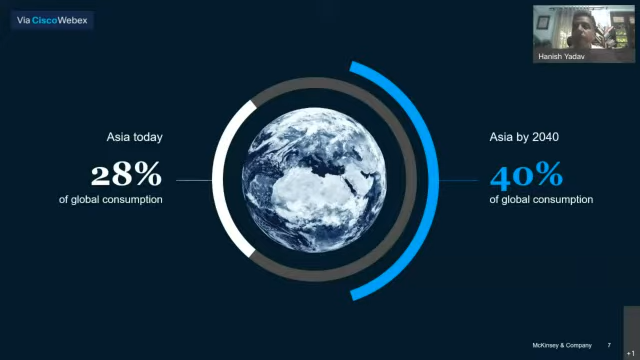 Via CiscoWebex
Hanish Yadav
Asia today
28%
of global consumption
Asia by 2040
40%
of global consumption
McKinsey & Company 7
+1